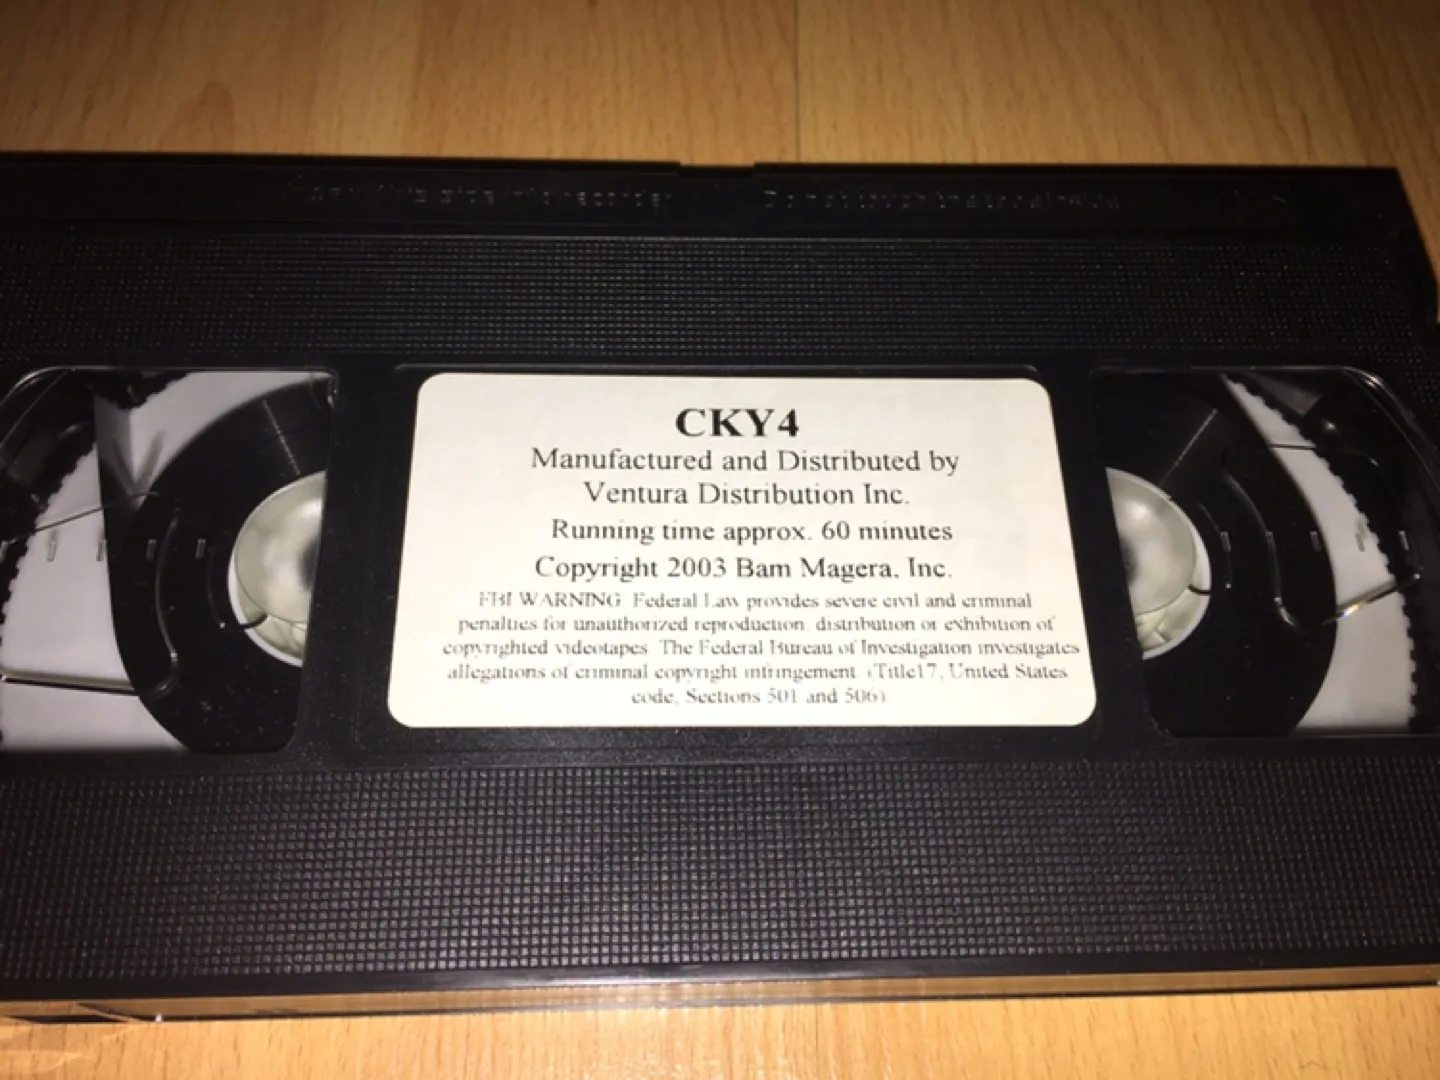 CKY4
Manufactured and Distributed by
Ventura Distribution Inc.
Running time approx. 60 minutes
Copyright 2003 Bam Magera, Inc.
FBI WARNING Federal Law provides severe civil and criminal
penalties for unauthorized reproduction, distribution or exhibition of
copyrighted videotapes. The Federal Bureau of Investigation investigates
allegations of criminal copyright infringement. (Title17, United States
code, Sections 501 and 506).